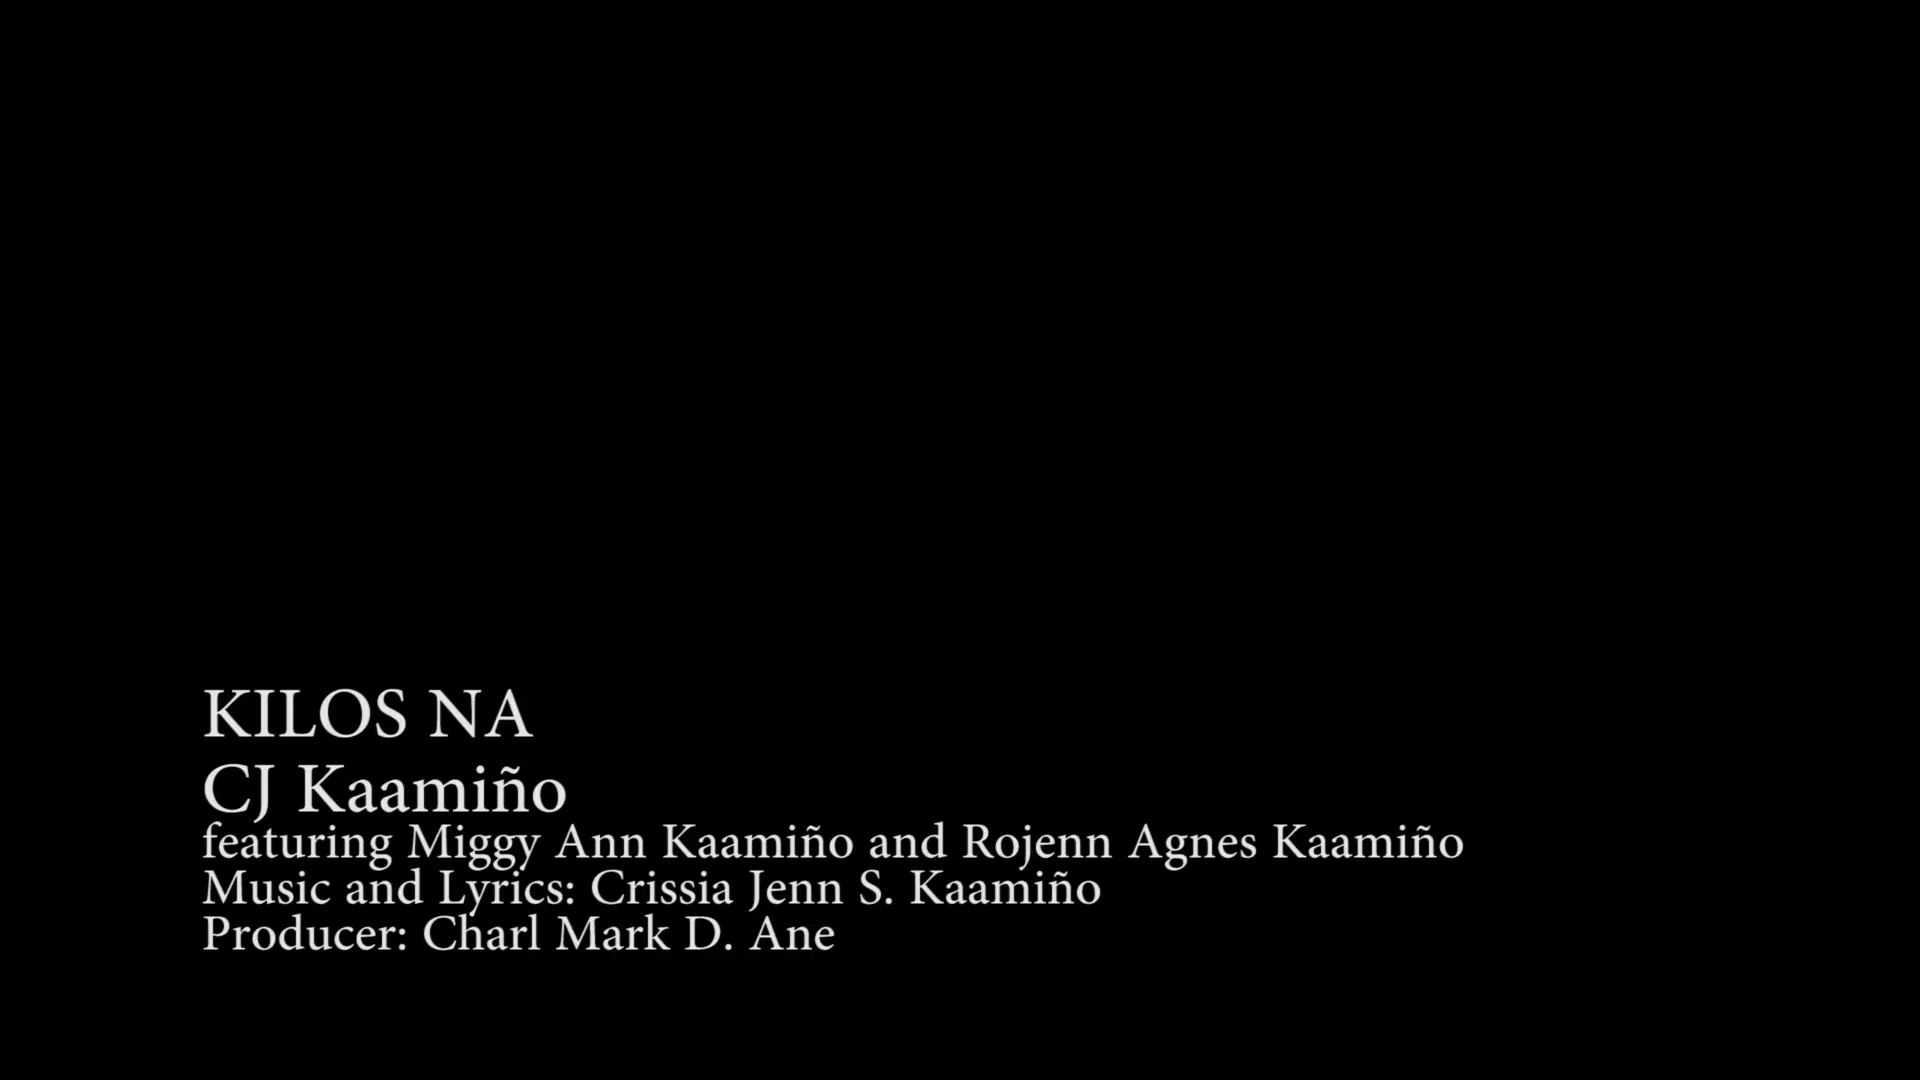 KILOS NA
CJ Kaamiño
featuring Miggy Ann Kaamiño and Rojenn Agnes Kaamiño
Music and Lyrics: Crissia Jenn S. Kaamiño
Producer: Charl Mark D. Ane